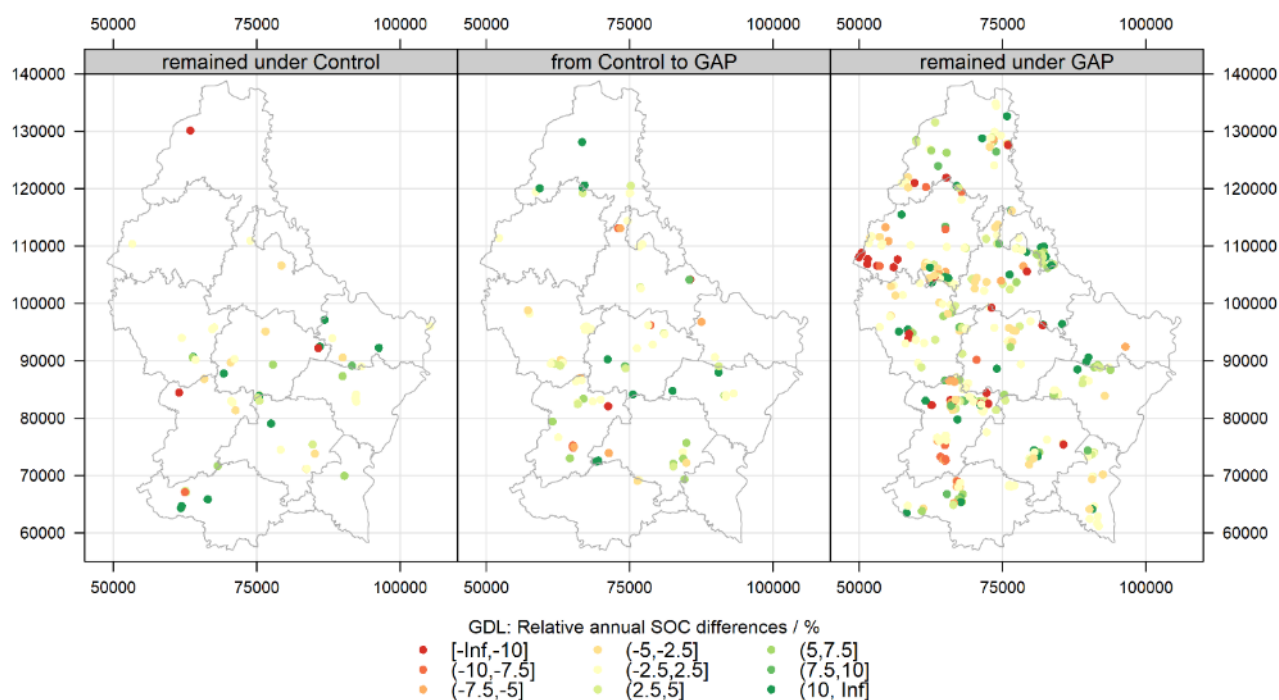 50000 75000 100000 50000 75000 100000 50000 75000 100000
remained under Control from Control to GAP remained under GAP
140000 140000
130000 130000
120000 120000
110000 110000
100000 100000
90000 90000
80000 80000
70000 70000
60000 60000
50000 75000 100000 50000 75000 100000 50000 75000 100000
GDL: Relative annual SOC differences / %
[-Inf,-10] (-5,-2.5] (5,7.5]
(-10,-7.5] (-2.5,2.5] (7.5,10]
(-7.5,-5] (2.5,5] (10, Inf]